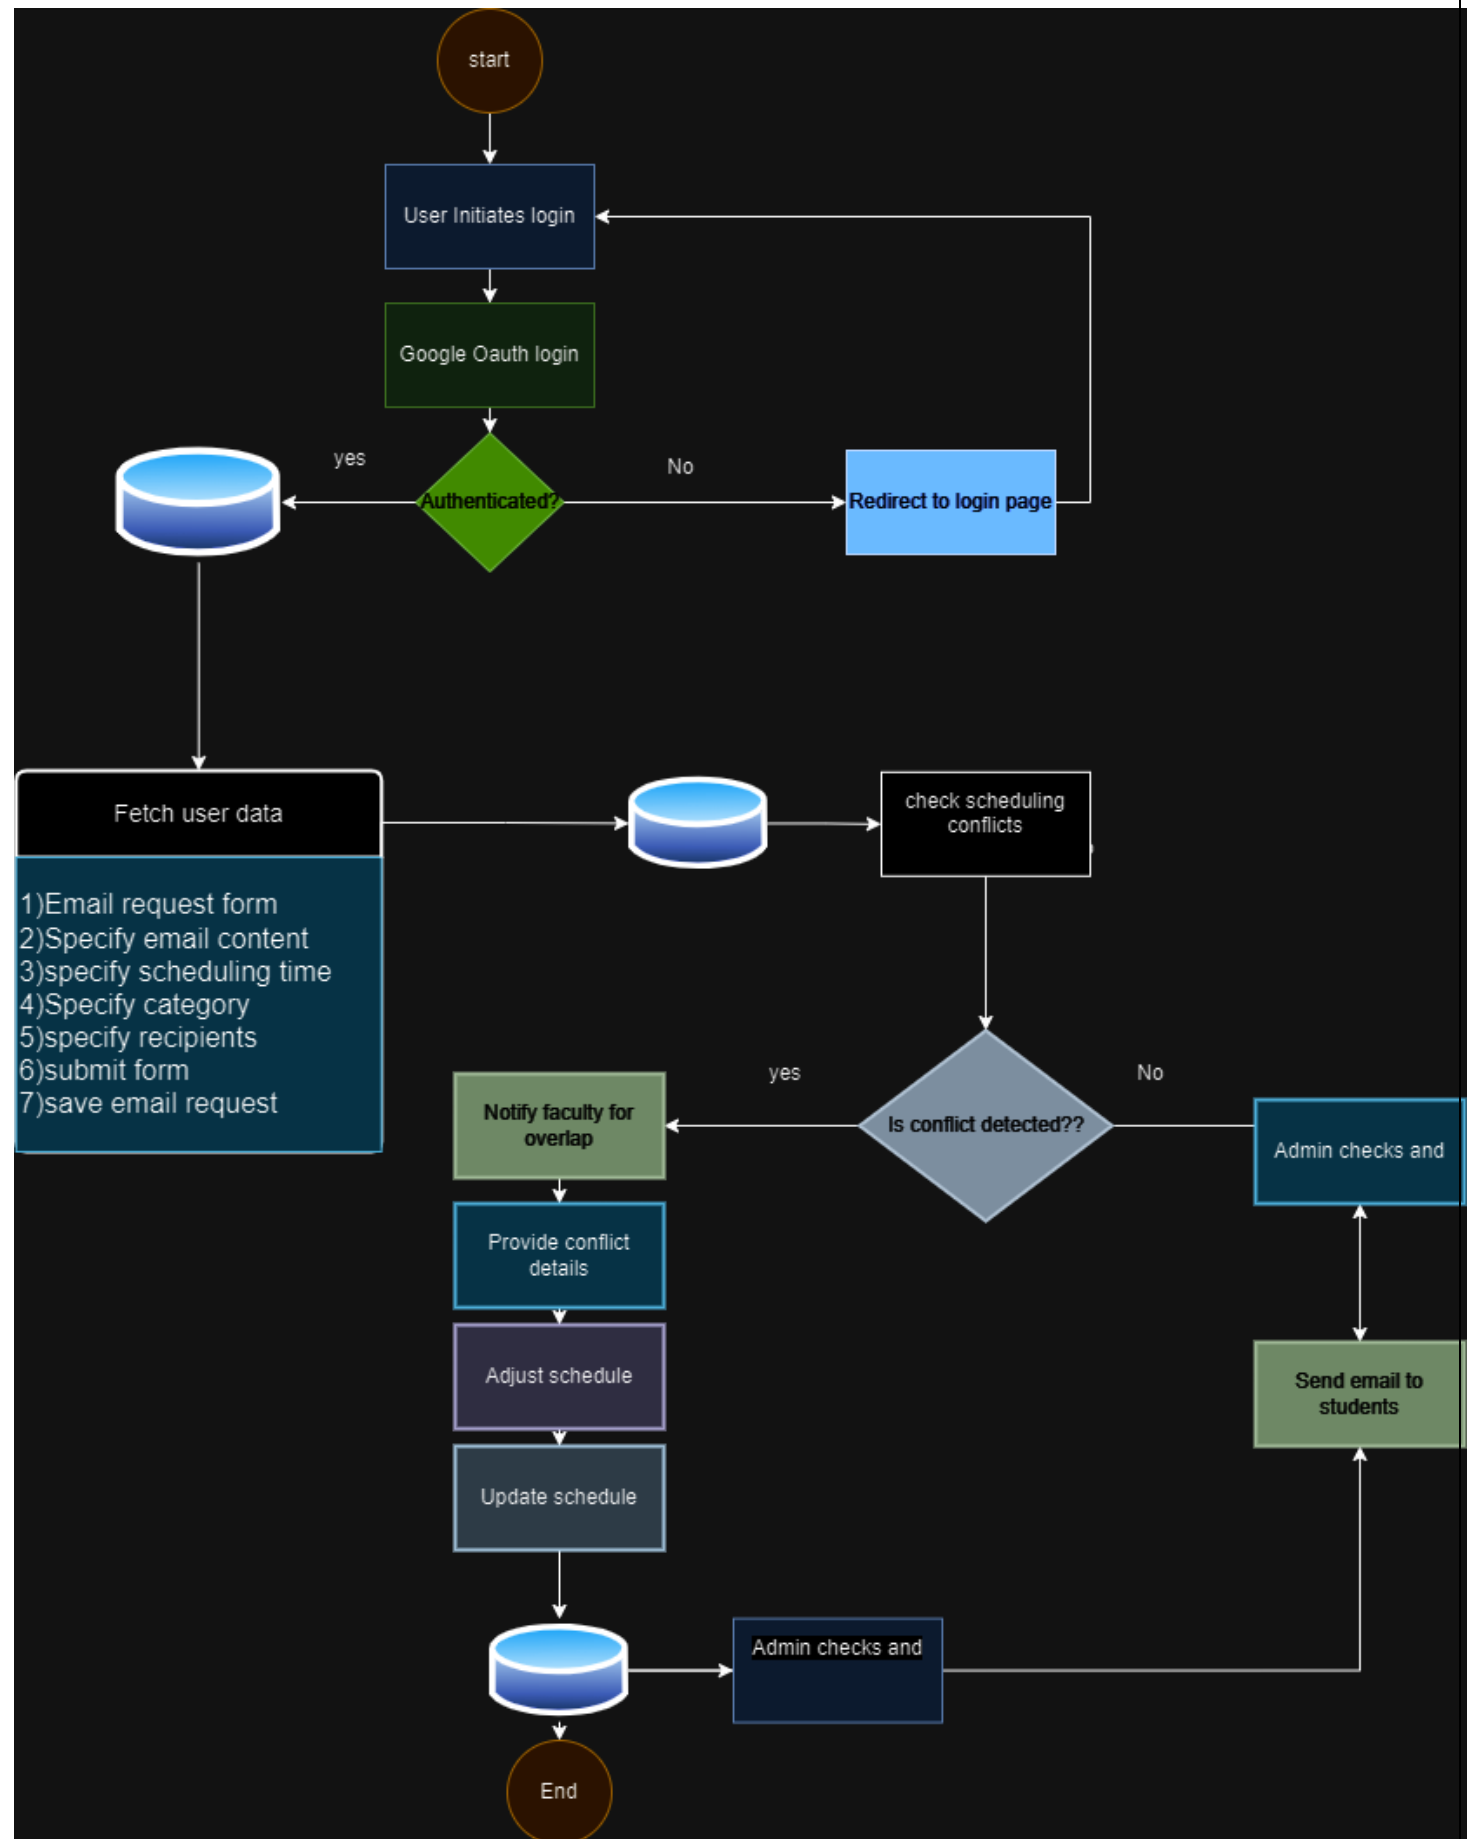 start
User Initiates login
Google Oauth login
yes
Authenticated?
No
Redirect to login page
Fetch user data
1)Email request form
2)Specify email content
3)specify scheduling time
4)Specify category
5)specify recipients
6)submit form
7)save email request
check scheduling
conflicts
yes
Is conflict detected??
No
Notify faculty for
overlap
Admin checks and
Provide conflict
details
Adjust schedule
Send email to
students
Update schedule
Admin checks and
End